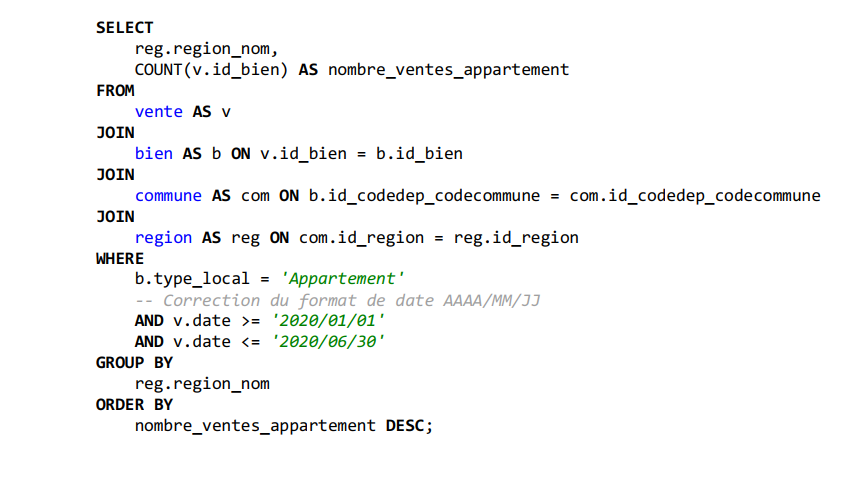 SELECT
reg.region_nom,
COUNT(v.id_bien) AS nombre_ventes_appartement
FROM
vente AS v
JOIN
bien AS b ON v.id_bien = b.id_bien
JOIN
commune AS com ON b.id_codedep_codecommune = com.id_codedep_codecommune
JOIN
region AS reg ON com.id_region = reg.id_region
WHERE
b.type_local = 'Appartement'
-- Correction du format de date AAAA/MM/JJ
AND v.date >= '2020/01/01'
AND v.date <= '2020/06/30'
GROUP BY
reg.region_nom
ORDER BY
nombre_ventes_appartement DESC;